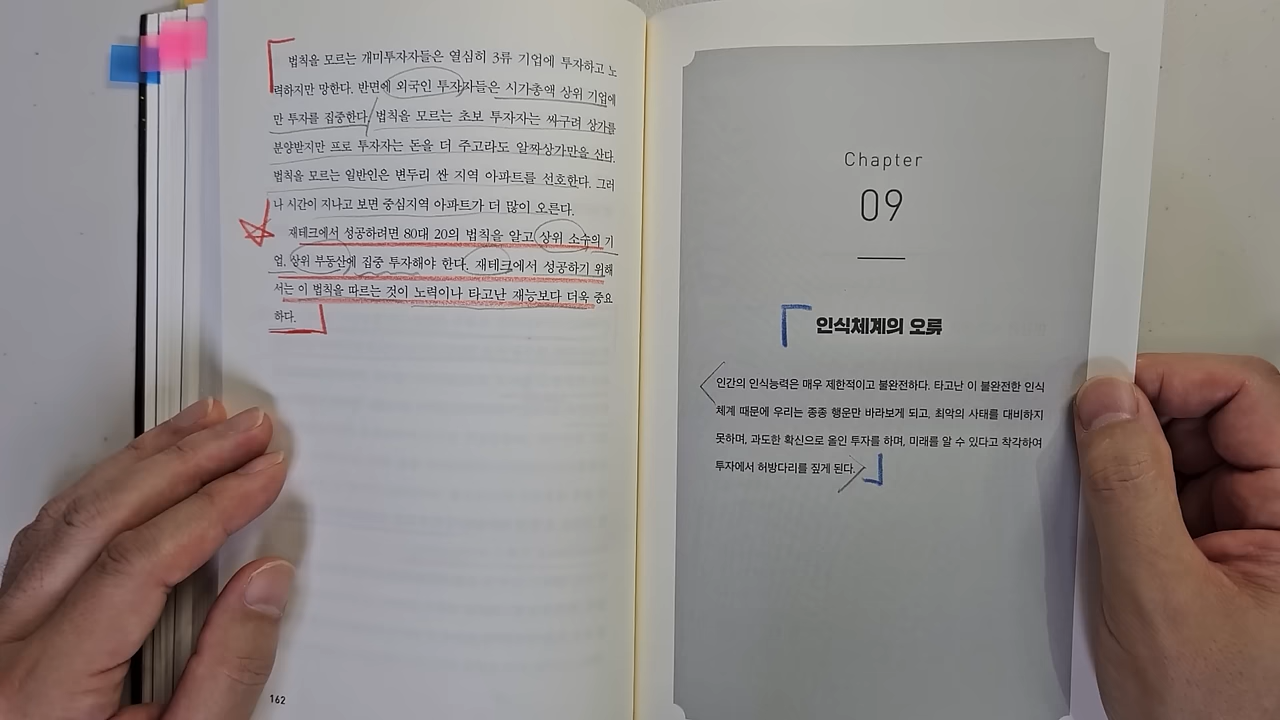 법칙을 모르는 개미투자자들은 열심히 3류 기업에 투자하고 노
력하지만 망한다. 반면에 외국인 투자자들은 시가총액 상위 기업에
만 투자를 집중한다. 법칙을 모르는 초보 투자자는 싸구려 상가를
분양받지만 프로 투자자는 돈을 더 주고라도 알짜상가만을 산다.
법칙을 모르는 일반인은 변두리 싼 지역 아파트를 선호한다. 그러
나 시간이 지나고 보면 중심지역 아파트가 더 많이 오른다.
재테크에서 성공하려면 80대 20의 법칙을 알고 상위 소수의 기
업, 상위 부동산에 집중 투자해야 한다. 재테크에서 성공하기 위해
서는 이 법칙을 따르는 것이 노력이나 타고난 재능보다 더욱 중요
하다.
162
Chapter
09
인식체계의 오류
인간의 인식능력은 매우 제한적이고 불완전하다. 타고난 이 불완전한 인식
체계 때문에 우리는 종종 행운만 바라보게 되고, 최악의 사태를 대비하지
못하며, 과도한 확신으로 올인 투자를 하며, 미래를 알 수 있다고 착각하여
투자에서 허방다리를 짚게 된다.